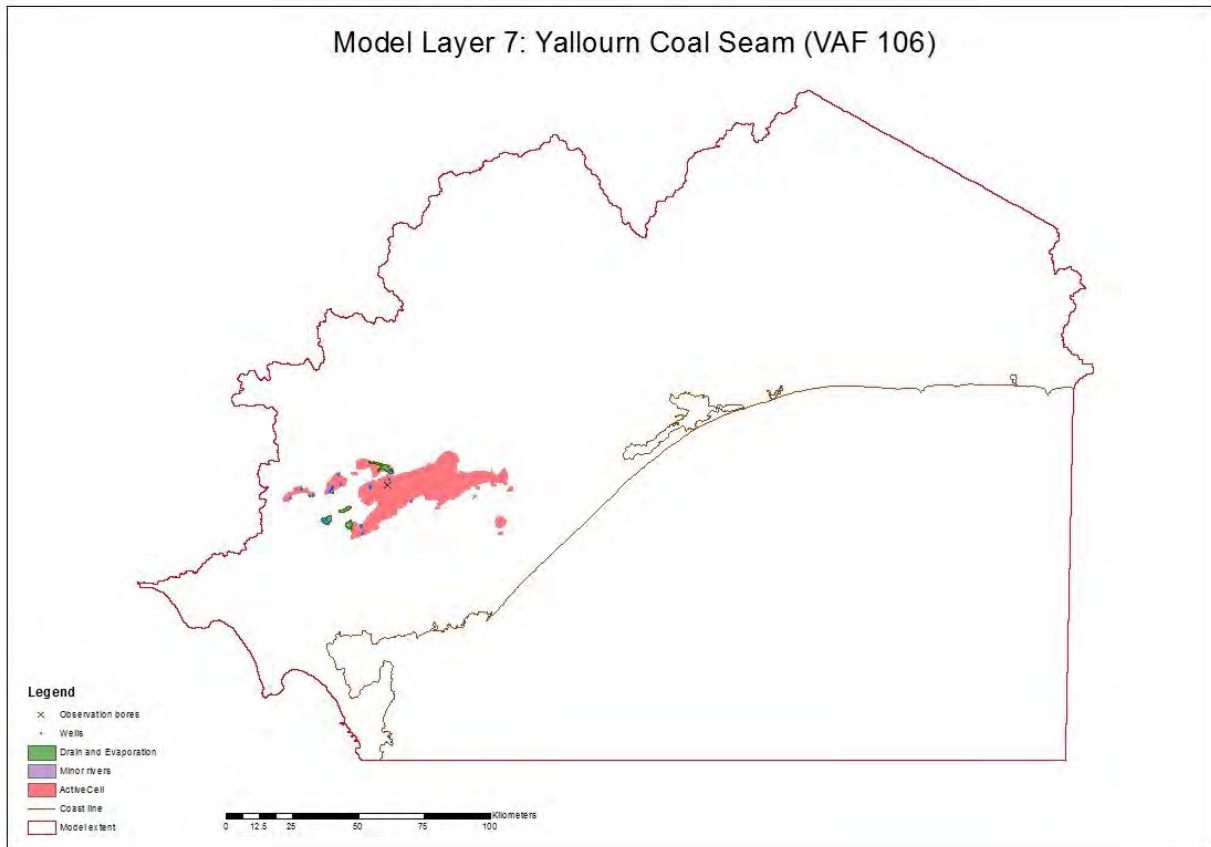 Model Layer 7: Yallourn Coal Seam (VAF 106)
Legend
Observation bores
Wells
Drain and Evaporation
Minor rivers
ActiveCell
Coast line
Model extent
Kilometers
0 12.5 25 50 75 100